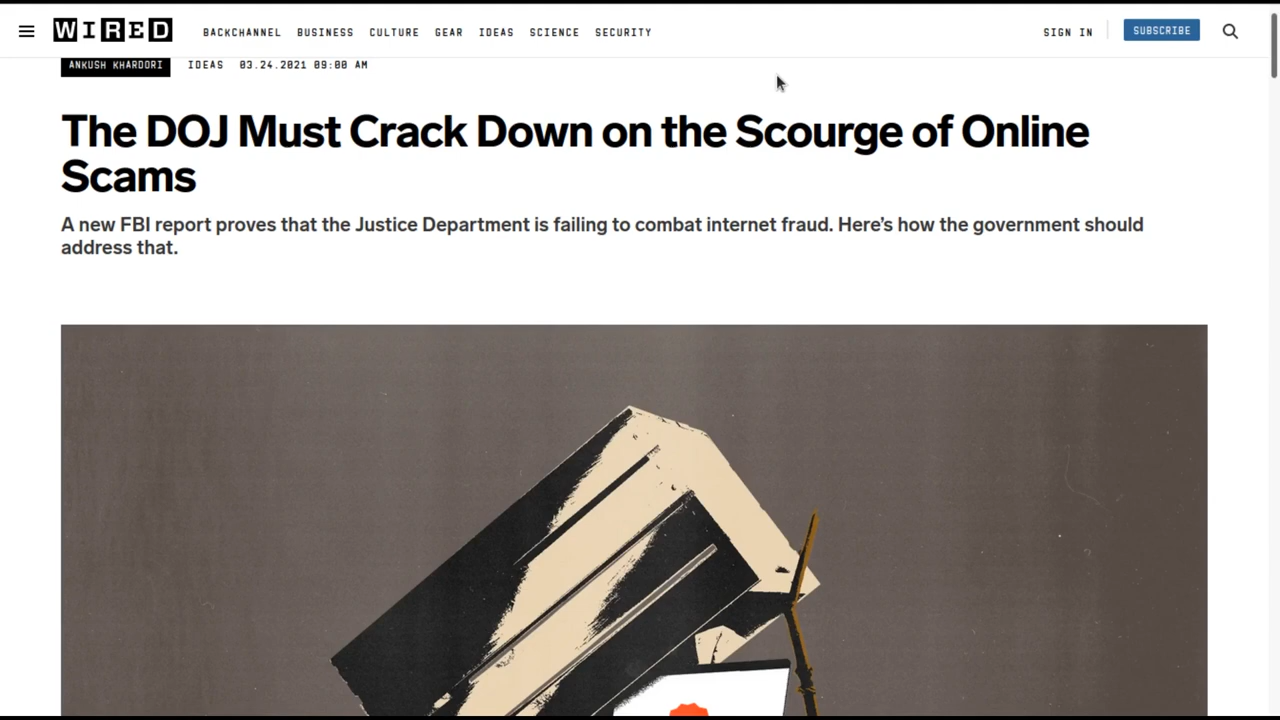 WIRED
BACKCHANNEL BUSINESS CULTURE GEAR IDEAS SCIENCE SECURITY
SIGN IN
SUBSCRIBE
ANKUSH KHARDORI IDEAS 03.24.2021 09:00 AM
The DOJ Must Crack Down on the Scourge of Online
Scams
A new FBI report proves that the Justice Department is failing to combat internet fraud. Here’s how the government should
address that.